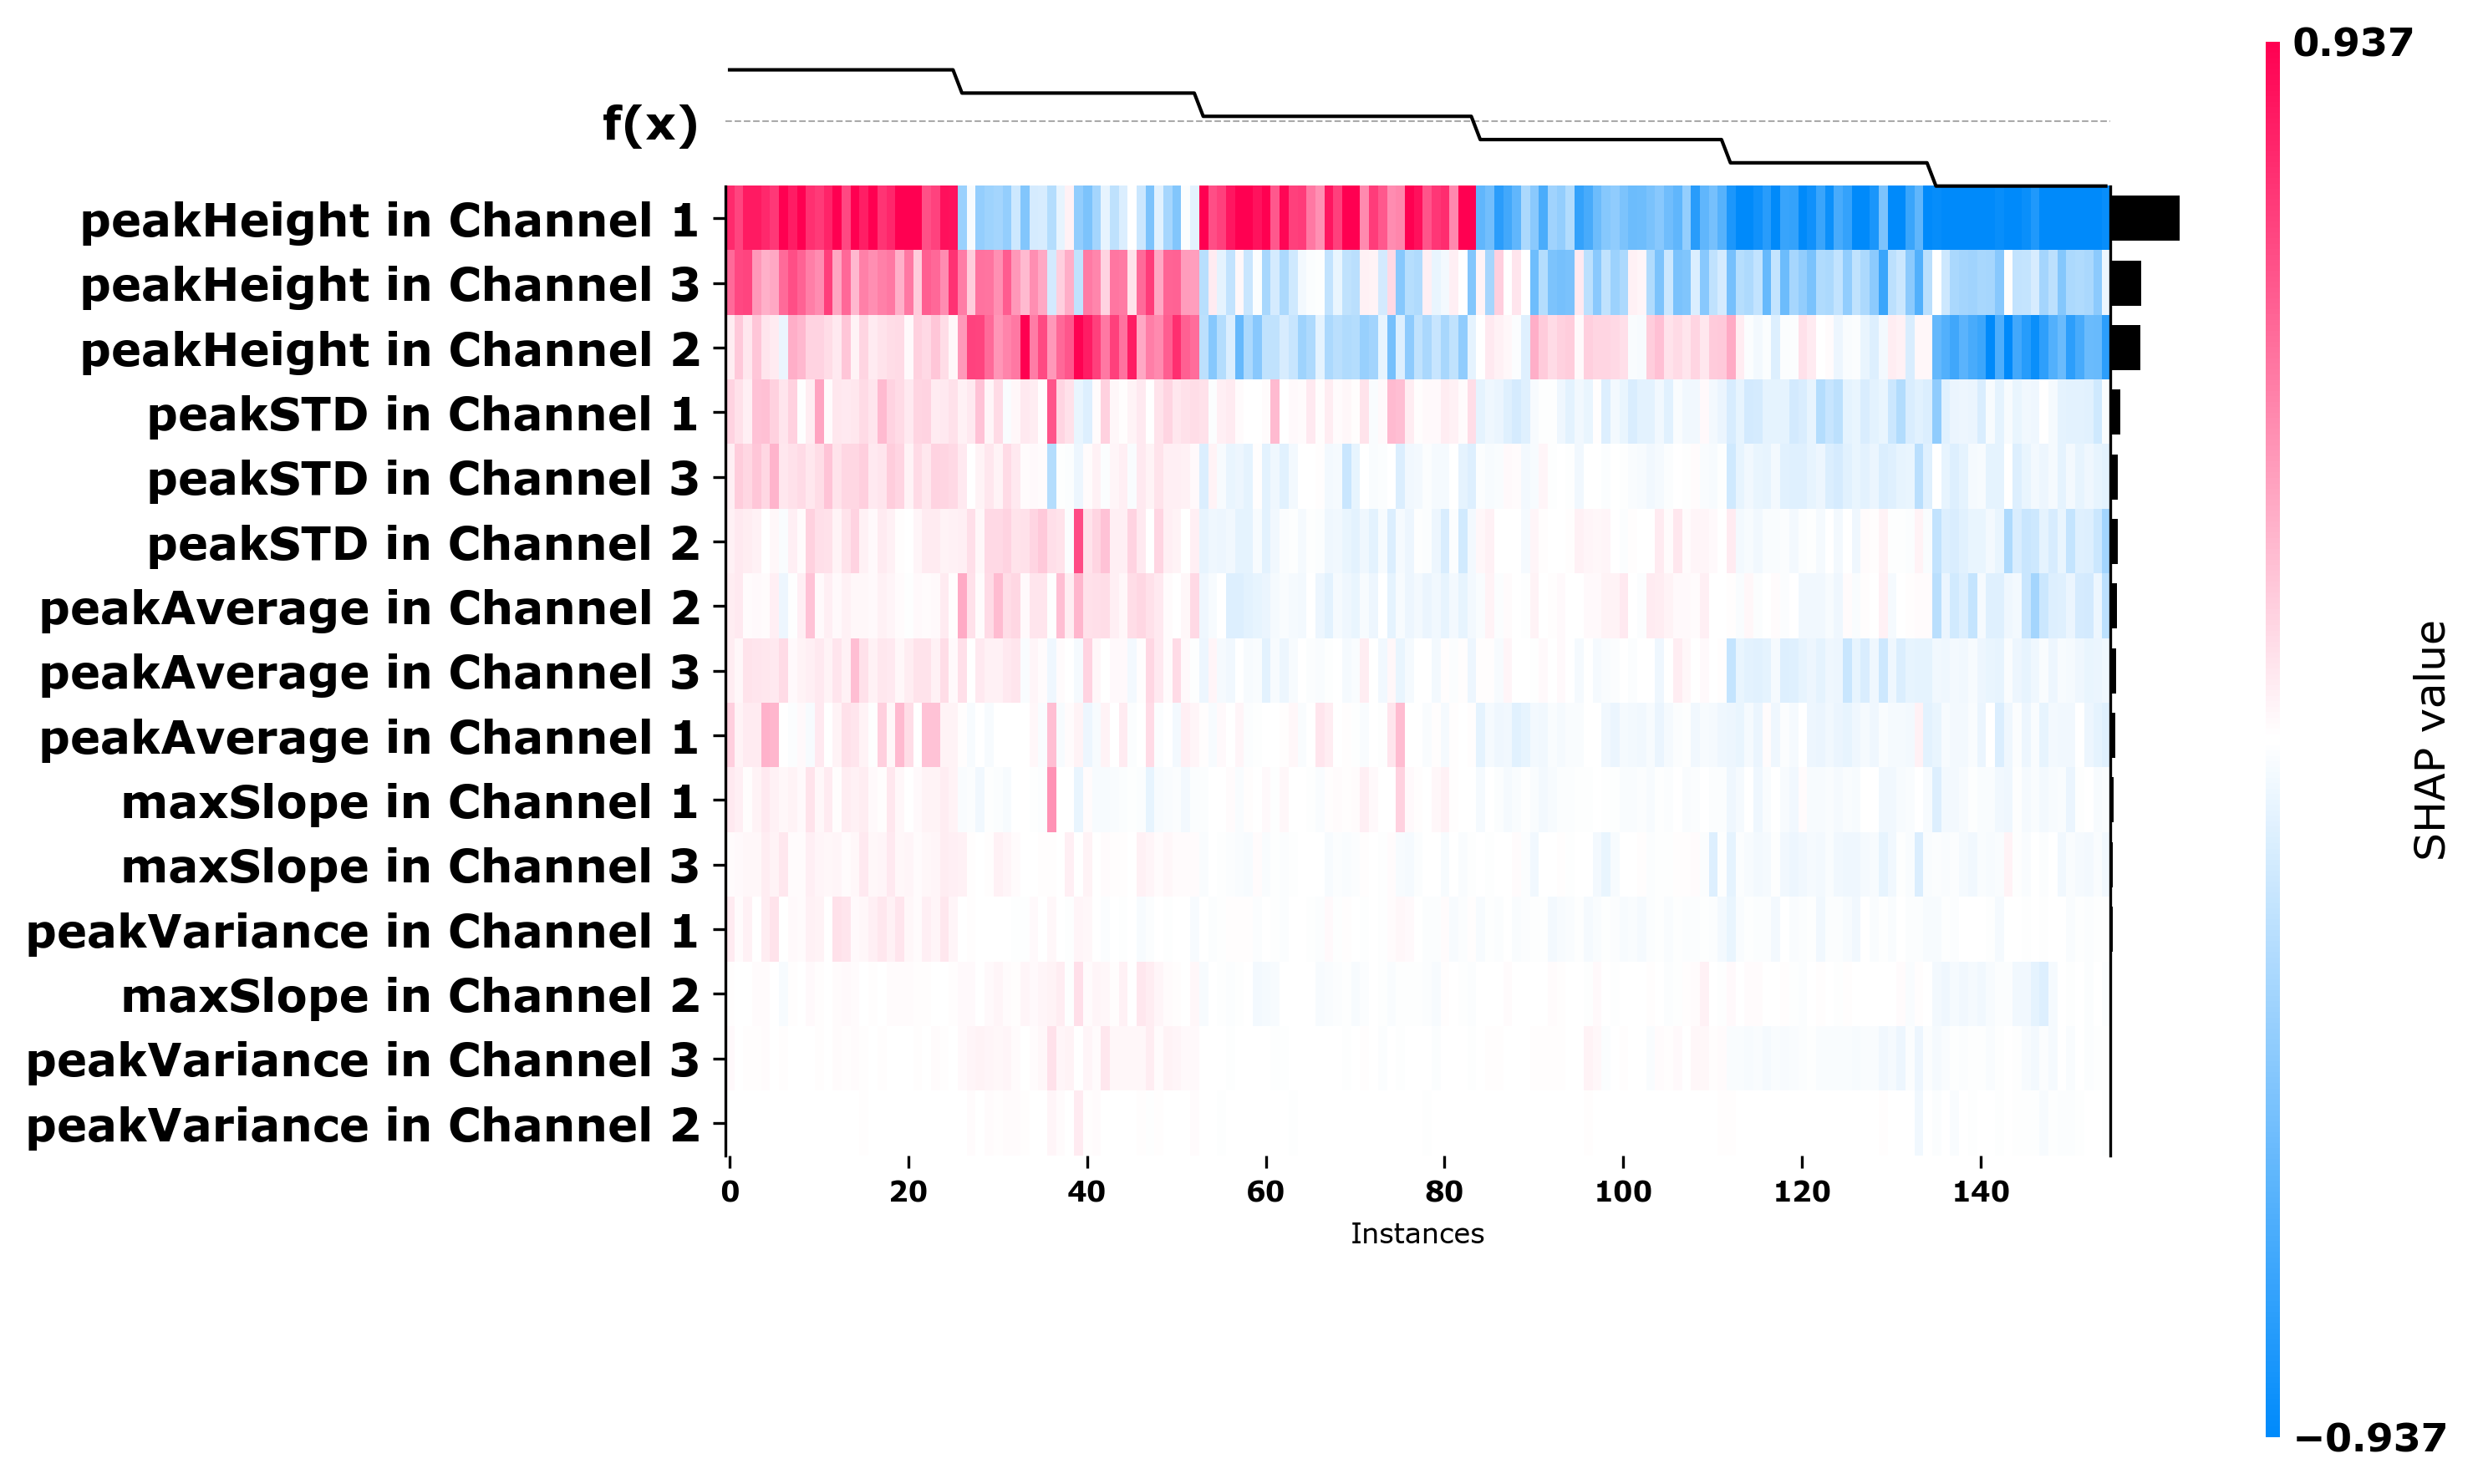 0.937
f(x)
peakHeight in Channel 1
peakHeight in Channel 3
peakHeight in Channel 2
peakSTD in Channel 1
peakSTD in Channel 3
peakSTD in Channel 2
peakAverage in Channel 2
peakAverage in Channel 3
peakAverage in Channel 1
maxSlope in Channel 1
maxSlope in Channel 3
peakVariance in Channel 1
maxSlope in Channel 2
peakVariance in Channel 3
peakVariance in Channel 2
0 20 40 60 80 100 120 140
Instances
SHAP value
−0.937